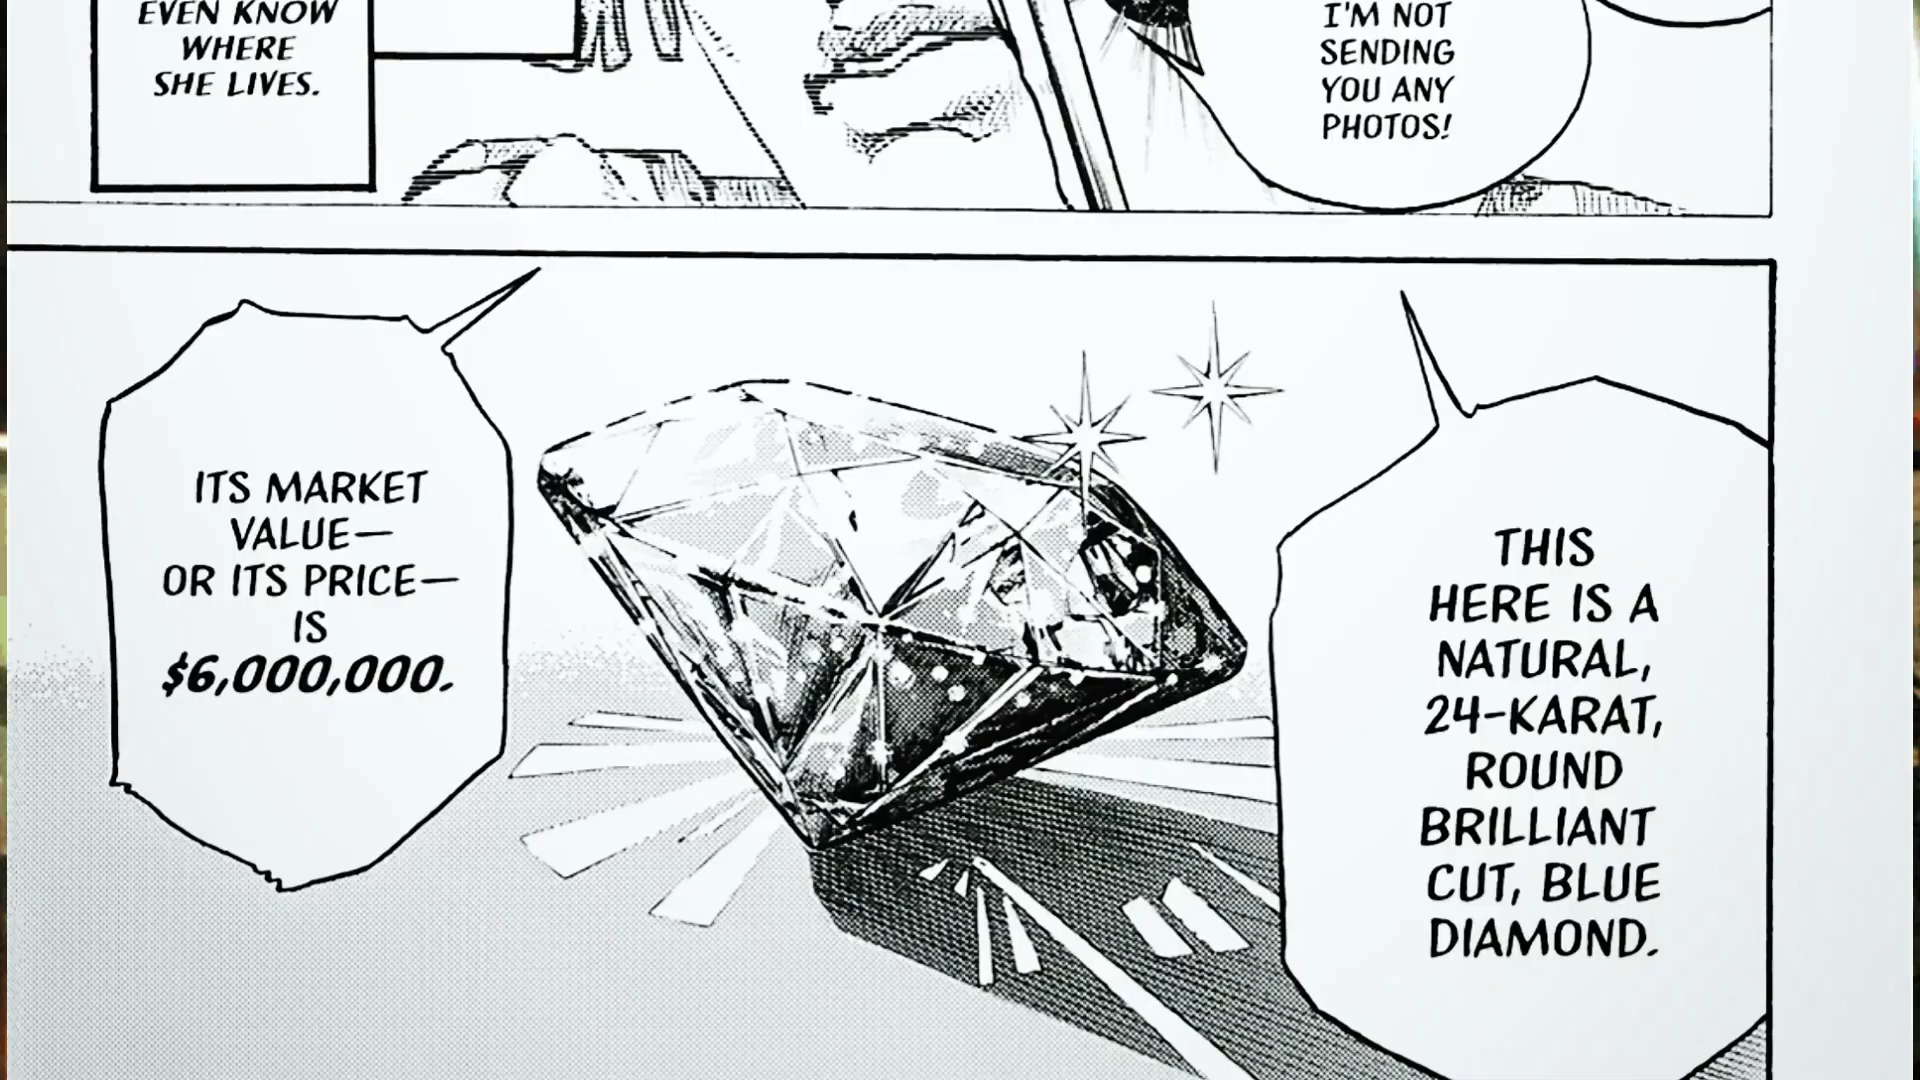 I'M NOT
SENDING
YOU ANY
PHOTOS!
EVEN KNOW
WHERE
SHE LIVES.
THIS
HERE IS A
NATURAL,
24-KARAT,
ROUND
BRILLIANT
CUT, BLUE
DIAMOND.
ITS MARKET
VALUE—
OR ITS PRICE—
IS
$6,000,000.